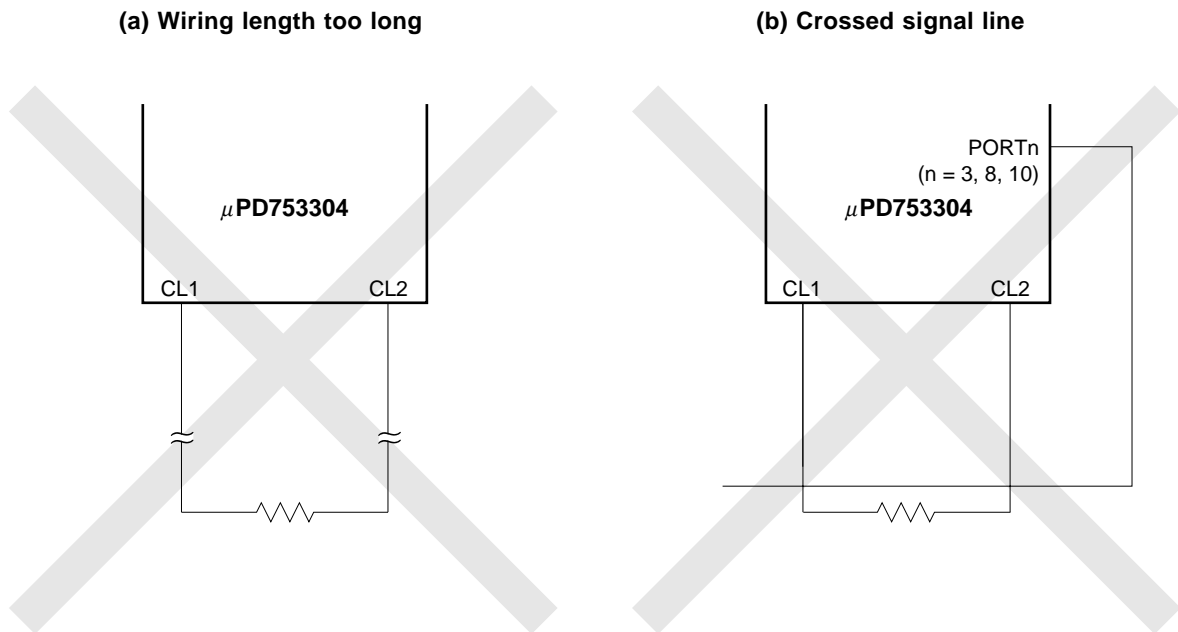 (a) Wiring length too long
μPD753304
CL1 CL2
(b) Crossed signal line
PORTn
(n = 3, 8, 10)
μPD753304
CL1 CL2